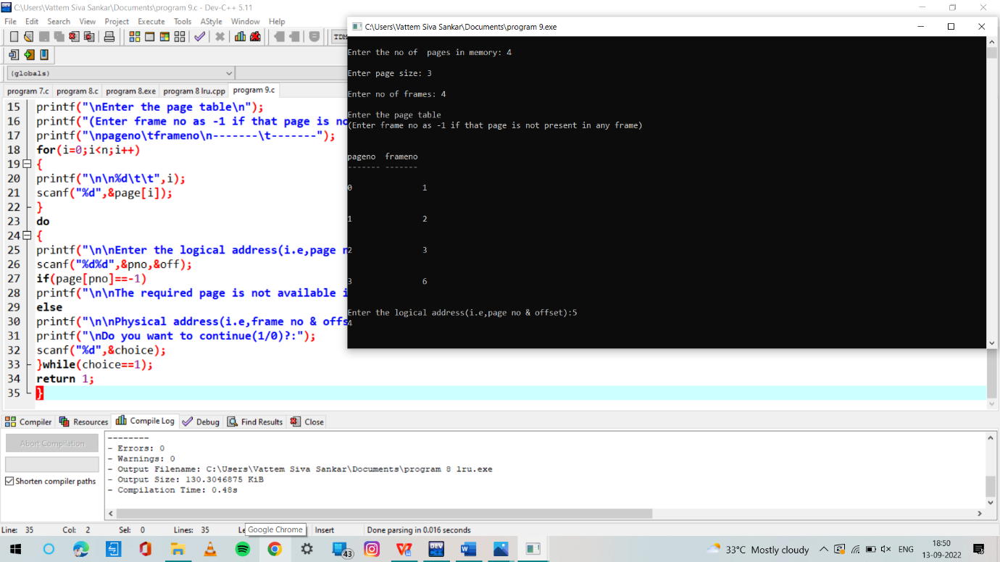 C:\Users\Vattem Siva Sankar\Documents\program 9.c - Dev-C++ 5.11
File Edit Search View Project Execute Tools AStyle Window Help
TDM
(globals)
program 7.c program 8.c program 8.exe program 8 lru.cpp program 9.c
15 printf("\nEnter the page table\n");
16 printf("(Enter frame no as -1 if that page is no
17 printf("\npageno\tframeno\n-------\t-------");
18 for(i=0;i<n;i++)
19 {
20 printf("\n\n%d\t\t",i);
21 scanf("%d",&page[i]);
22 }
23 do
24 {
25 printf("\n\nEnter the logical address(i.e,page n
26 scanf("%d%d",&pno,&off);
27 if(page[pno]==-1)
28 printf("\n\nThe required page is not available i
29 else
30 printf("\n\nPhysical address(i.e,frame no & offs
31 printf("\nDo you want to continue(1/0)?:");
32 scanf("%d",&choice);
33 }while(choice==1);
34 return 1;
35 }
C:\Users\Vattem Siva Sankar\Documents\program 9.exe
Enter the no of  pages in memory: 4
Enter page size: 3
Enter no of frames: 4
Enter the page table
(Enter frame no as -1 if that page is not present in any frame)
pageno frameno
------- -------
0 1
1 2
2 3
3 6
Enter the logical address(i.e,page no & offset):5
4
Compiler Resources Compile Log Debug Find Results Close
Abort Compilation
Shorten compiler paths
--------
- Errors: 0
- Warnings: 0
- Output Filename: C:\Users\Vattem Siva Sankar\Documents\program 8 lru.exe
- Output Size: 130.3046875 KiB
- Compilation Time: 0.48s
Line: 35 Col: 2 Sel: 0 Lines: 35 Le Insert Done parsing in 0.016 seconds
Google Chrome
43 DEV 33°C Mostly cloudy ENG 18:50
13-09-2022